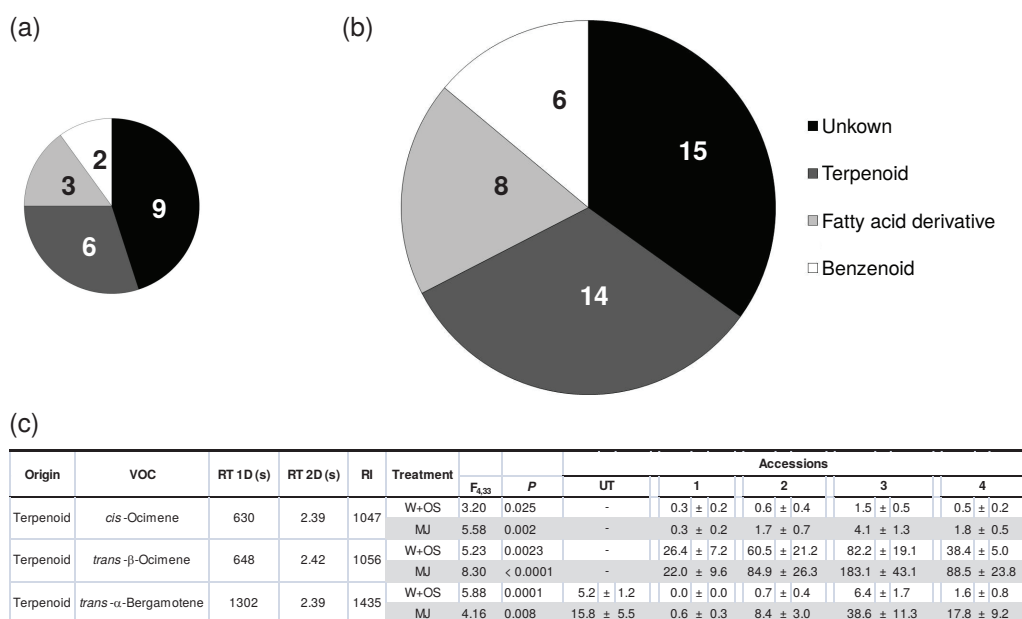 (a)
(b)
2
3
9
6
6
15
8
14
Unkown
Terpenoid
Fatty acid derivative
Benzenoid
(c)
Origin VOC RT 1D (s) RT 2D (s) RI Treatment F4,33 P Accessions
UT 1 2 3 4
Terpenoid cis-Ocimene 630 2.39 1047 W+OS 3.20 0.025 - 0.3 ± 0.2 0.6 ± 0.4 1.5 ± 0.5 0.5 ± 0.2
MJ 5.58 0.002 - 0.3 ± 0.2 1.7 ± 0.7 4.1 ± 1.3 1.8 ± 0.5
Terpenoid trans-β-Ocimene 648 2.42 1056 W+OS 5.23 0.0023 - 26.4 ± 7.2 60.5 ± 21.2 82.2 ± 19.1 38.4 ± 5.0
MJ 8.30 < 0.0001 - 22.0 ± 9.6 84.9 ± 26.3 183.1 ± 43.1 88.5 ± 23.8
Terpenoid trans-α-Bergamotene 1302 2.39 1435 W+OS 5.88 0.0001 5.2 ± 1.2 0.0 ± 0.0 0.7 ± 0.4 6.4 ± 1.7 1.6 ± 0.8
MJ 4.16 0.008 15.8 ± 5.5 0.6 ± 0.3 8.4 ± 3.0 38.6 ± 11.3 17.8 ± 9.2